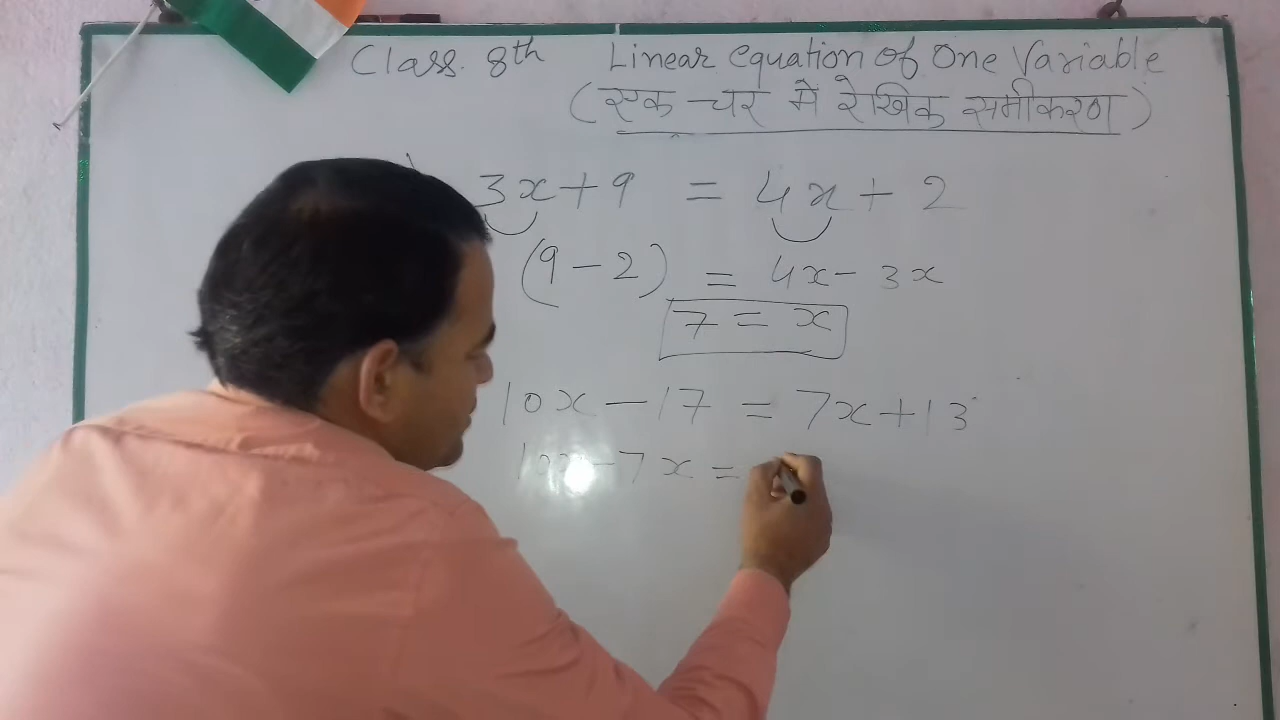 Class. 8th Linear equation of One Variable
(एक चर में रेखिक समीकरण)
3x + 9 = 4x + 2
(9 - 2) = 4x - 3x
7 = x
10x - 17 = 7x + 13
10x - 7x =